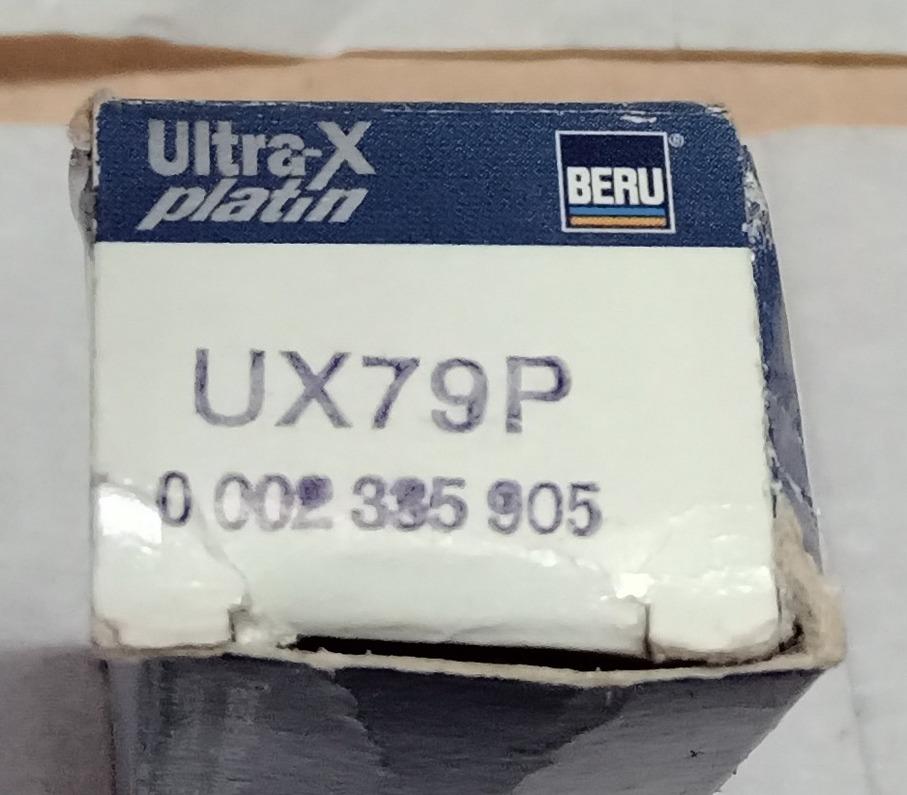 Ultra-X
platin
BERU®
UX79P
0 002 335 905